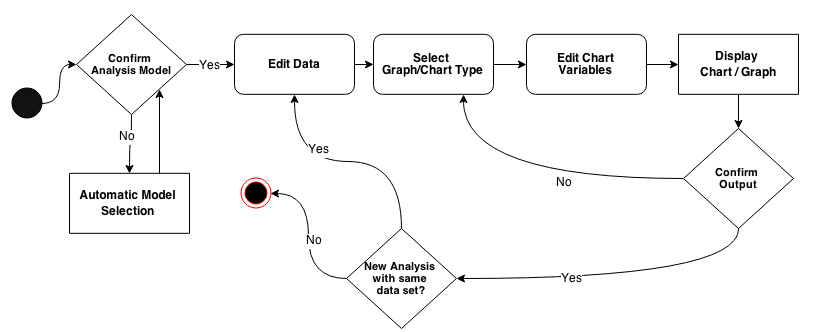 Confirm
Analysis Model
Yes
Edit Data
Select
Graph/Chart Type
Edit Chart
Variables
Display
Chart / Graph
No
Automatic Model
Selection
Yes
No
Confirm
Output
No
New Analysis
with same
data set?
Yes